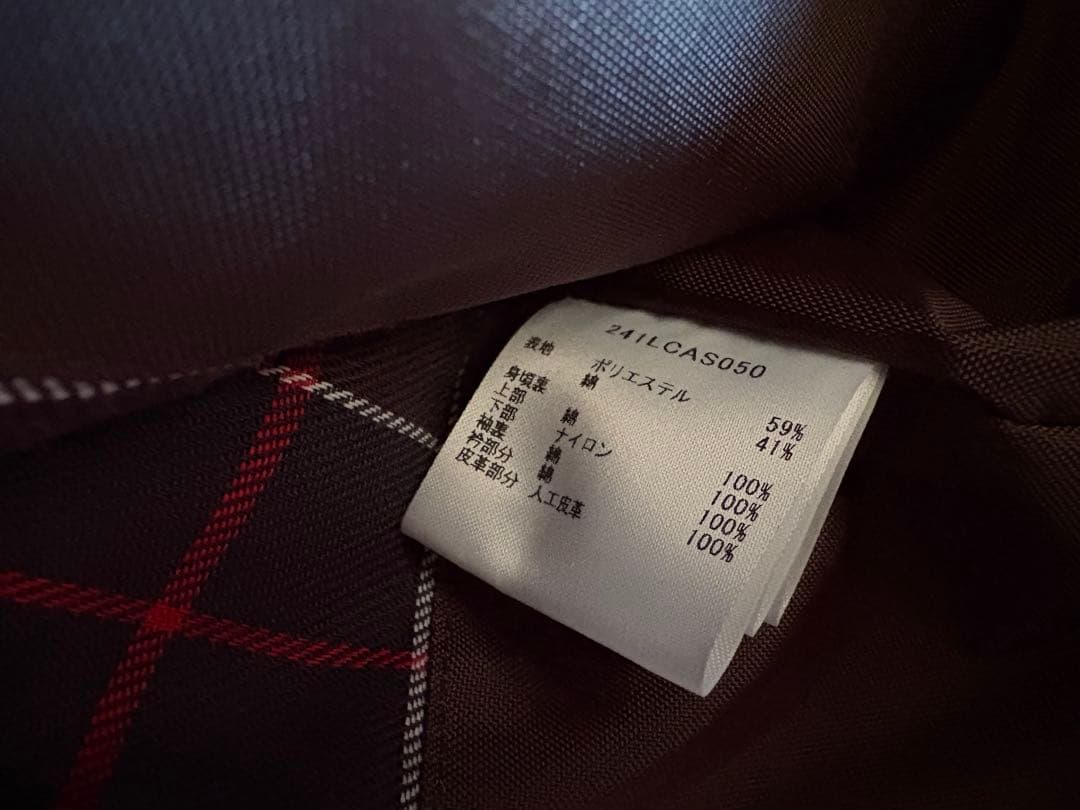 241LCAS050
表地 ポリエステル 59%
綿 41%
身頃裏
上部 綿 100%
下部 ナイロン 100%
袖裏 綿 100%
衿部分 綿 100%
皮革部分 人工皮革